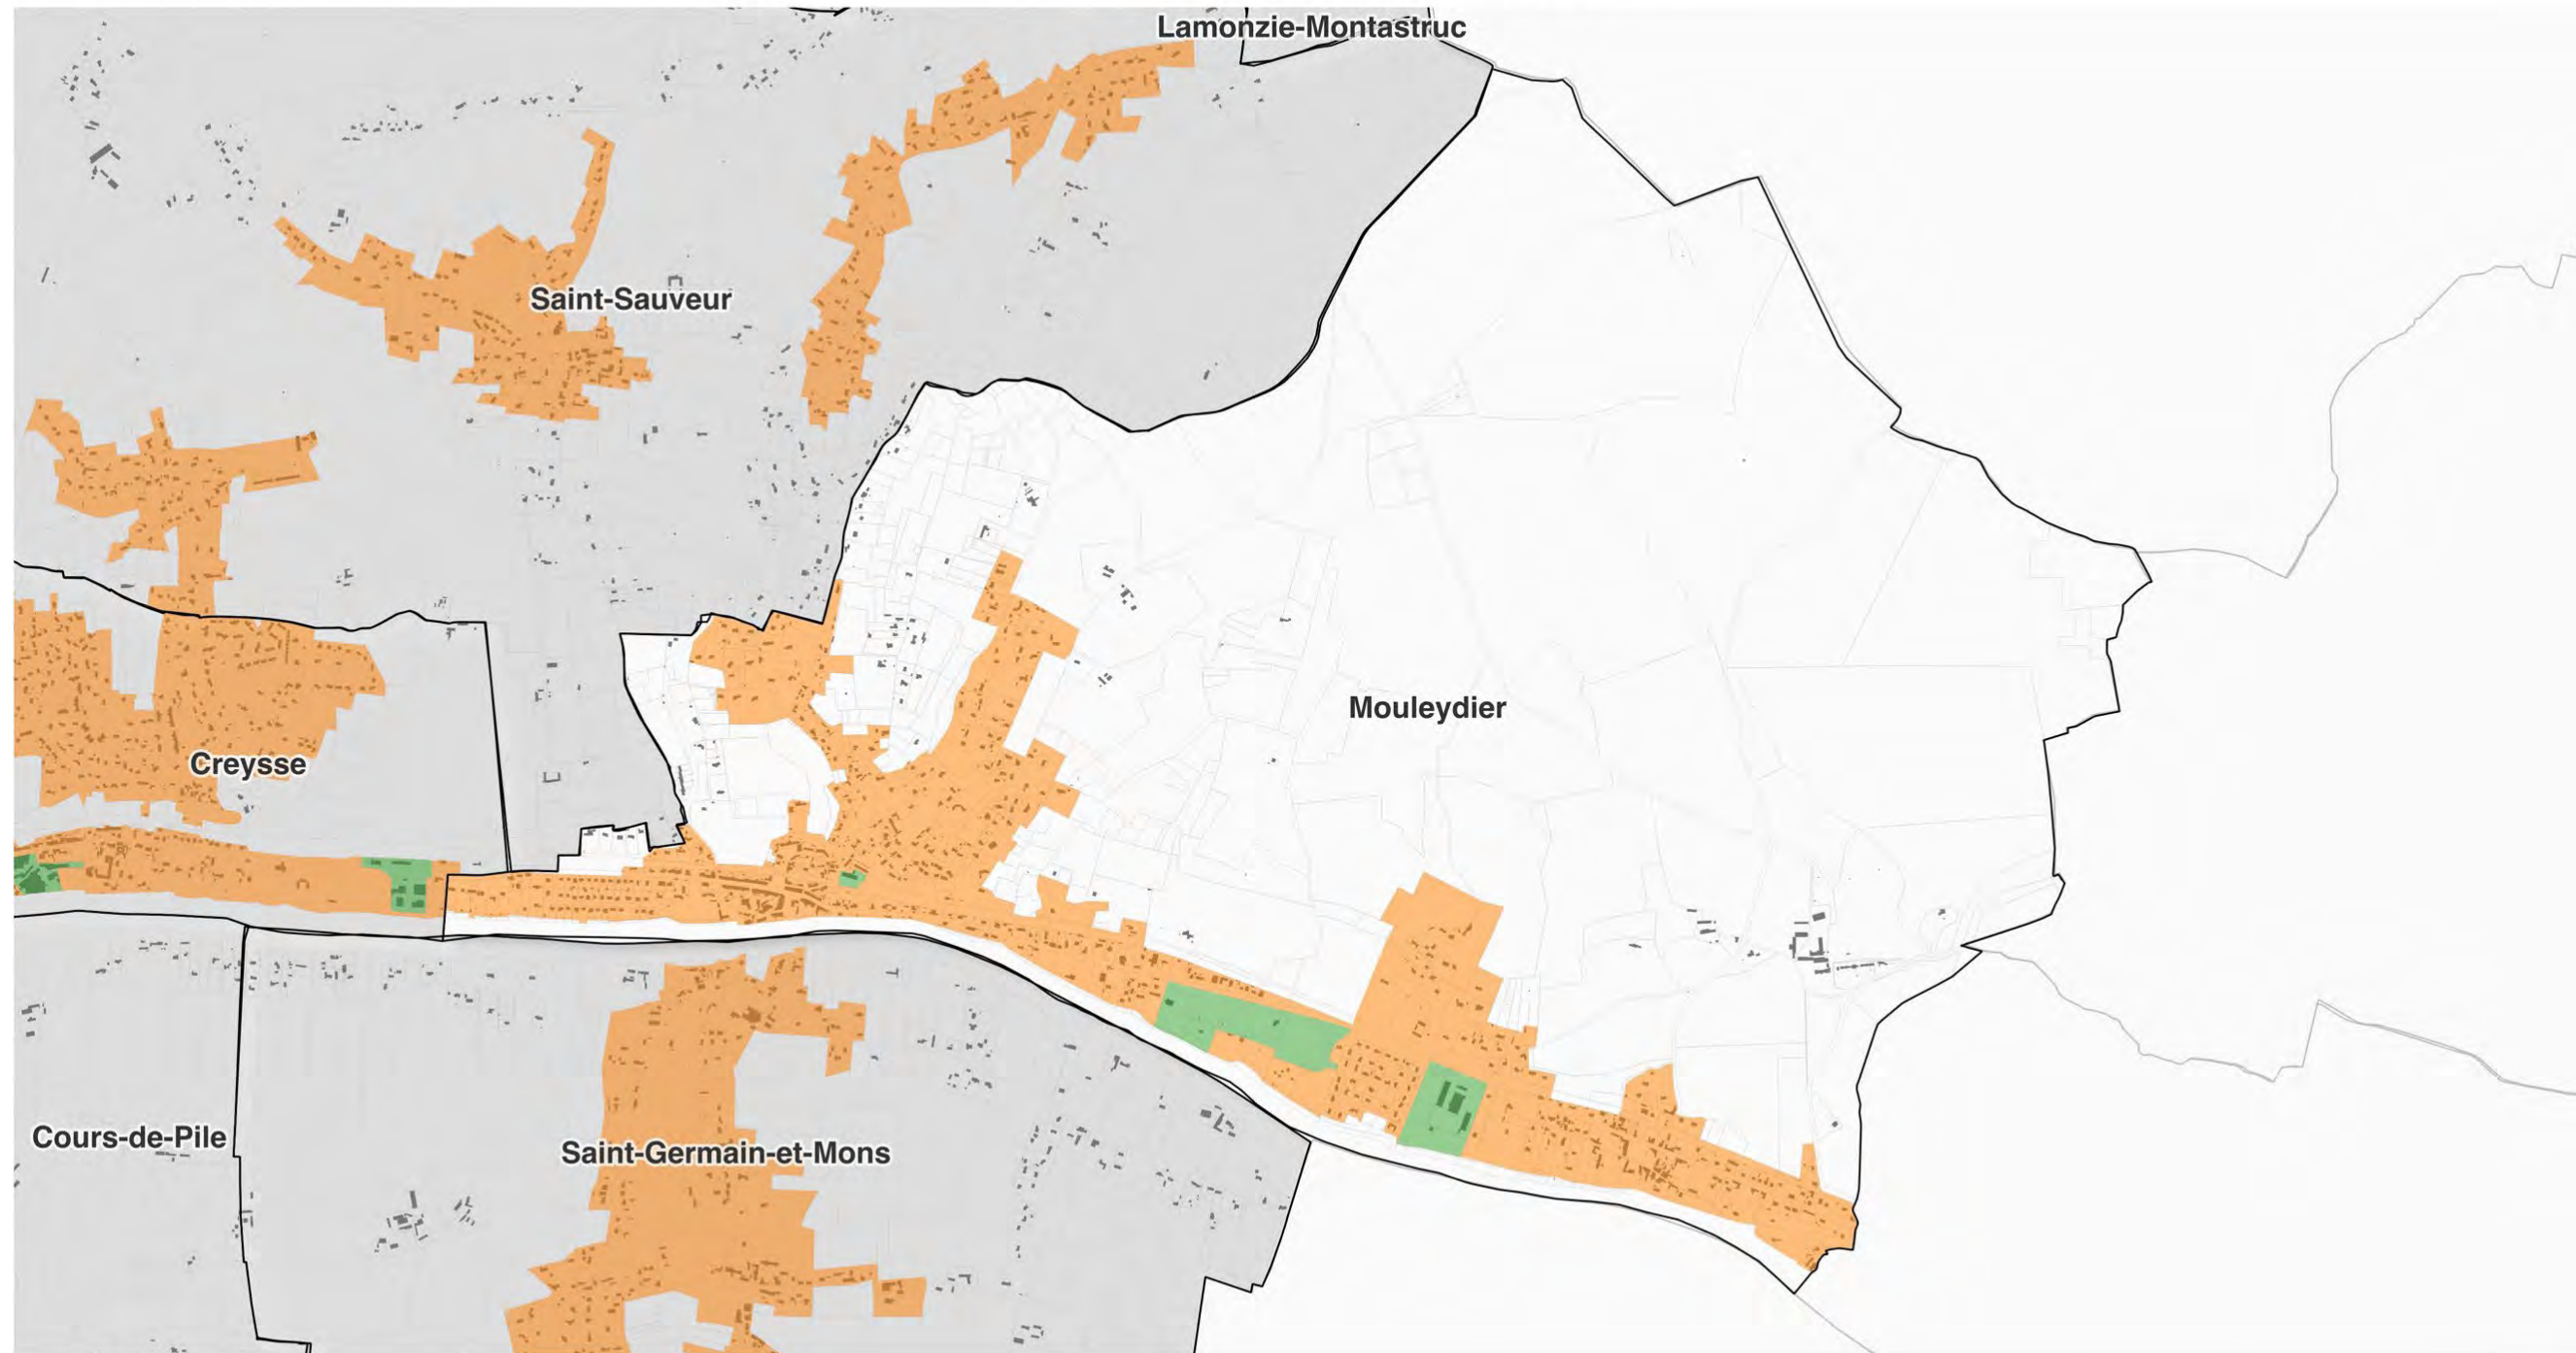 Lamonzie-Montastruc
Saint-Sauveur
Mouleydier
Creysse
Cours-de-Pile
Saint-Germain-et-Mons